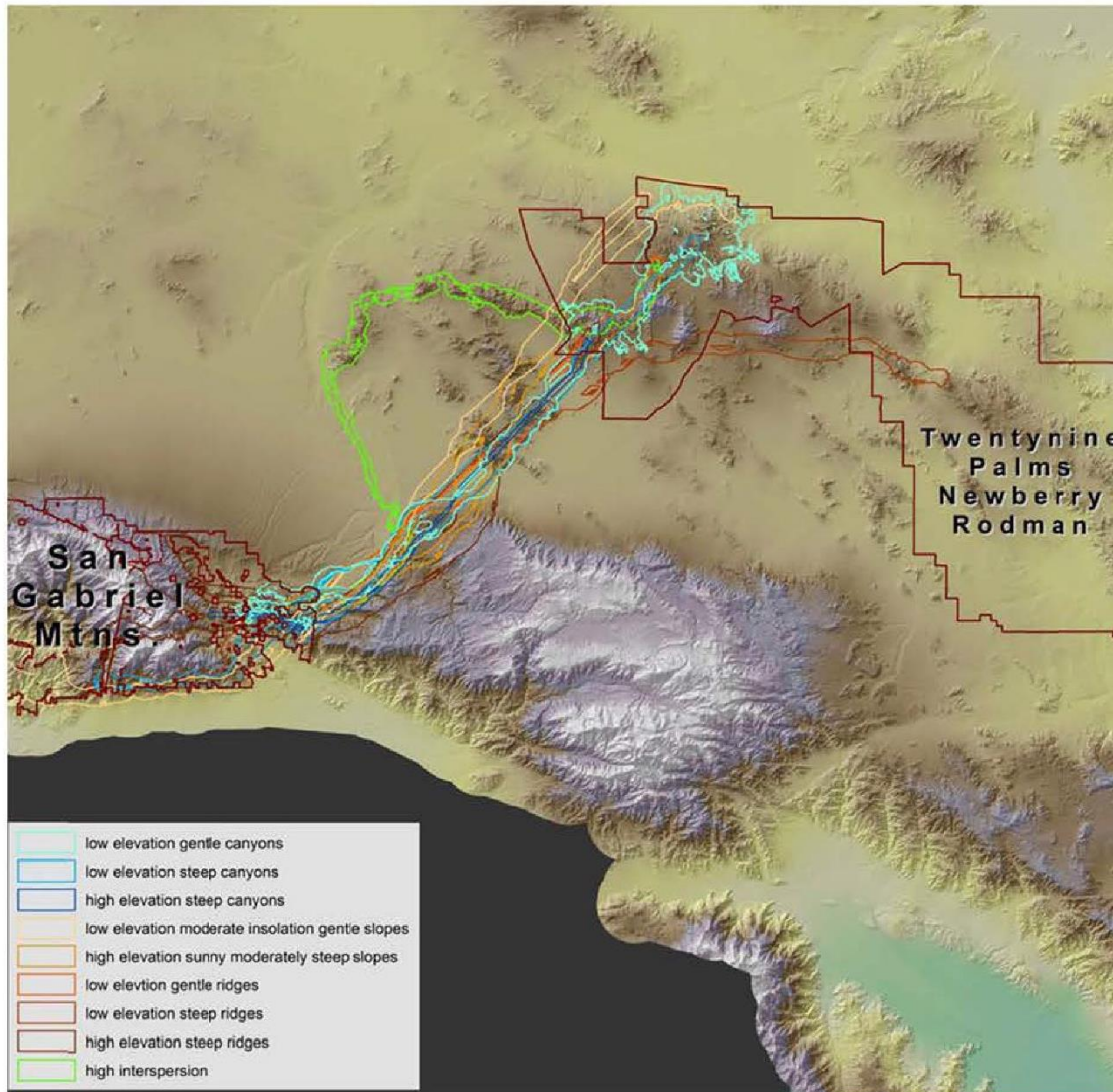 Twentynine
Palms
Newberry
Rodman
San
Gabriel
Mtns.
low elevation gentle canyons
low elevation steep canyons
high elevation steep canyons
low elevation moderate insolation gentle slopes
high elevation sunny moderately steep slopes
low elevtion gentle ridges
low elevation steep ridges
high elevation steep ridges
high interspersion